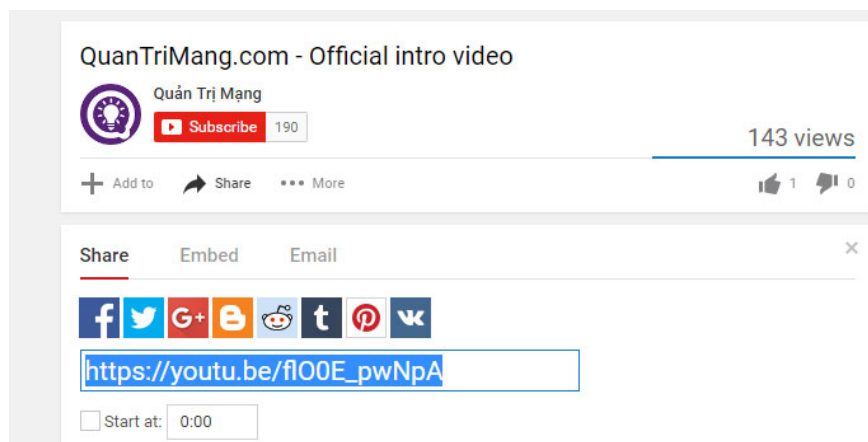 QuanTriMang.com - Official intro video
Quản Trị Mạng
Subscribe 190
143 views
Add to Share More
1 0
Share Embed Email
https://youtu.be/flO0E_pwNpA
Start at: 0:00